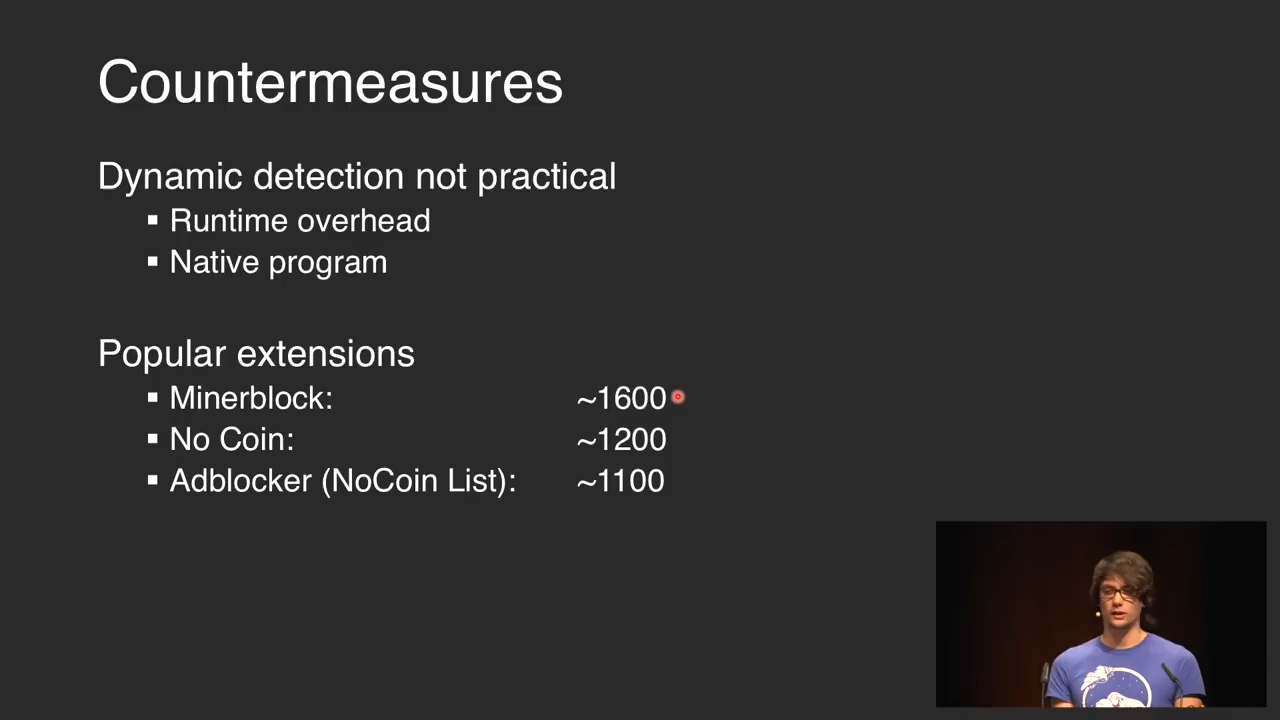 Countermeasures
Dynamic detection not practical
▪ Runtime overhead
▪ Native program
Popular extensions
▪ Minerblock: ~1600
▪ No Coin: ~1200
▪ Adblocker (NoCoin List): ~1100